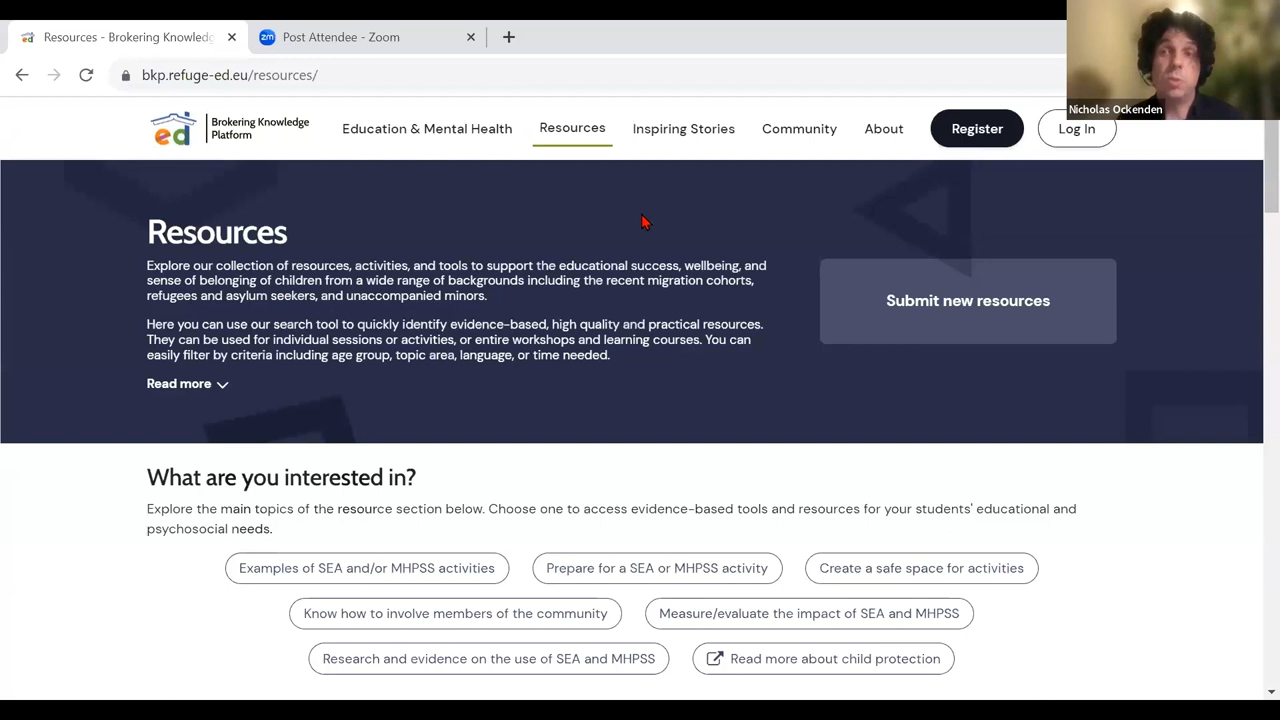 Resources - Brokering Knowledg
Post Attendee - Zoom
bkp.refuge-ed.eu/resources/
Nicholas Ockenden
ed
Brokering Knowledge
Platform
Education & Mental Health
Resources
Inspiring Stories
Community
About
Register
Log In
Resources
Explore our collection of resources, activities, and tools to support the educational success, wellbeing, and
sense of belonging of children from a wide range of backgrounds including the recent migration cohorts,
refugees and asylum seekers, and unaccompanied minors.
Here you can use our search tool to quickly identify evidence-based, high quality and practical resources.
They can be used for individual sessions or activities, or entire workshops and learning courses. You can
easily filter by criteria including age group, topic area, language, or time needed.
Read more
Submit new resources
What are you interested in?
Explore the main topics of the resource section below. Choose one to access evidence-based tools and resources for your students' educational and
psychosocial needs.
Examples of SEA and/or MHPSS activities
Prepare for a SEA or MHPSS activity
Create a safe space for activities
Know how to involve members of the community
Measure/evaluate the impact of SEA and MHPSS
Research and evidence on the use of SEA and MHPSS
Read more about child protection